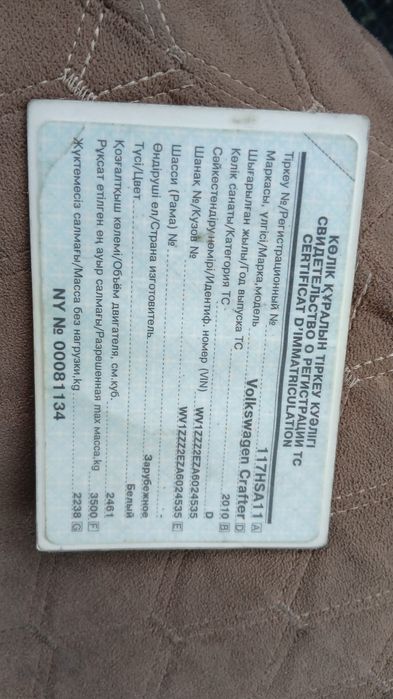 КӨЛІК ҚҰРАЛЫН ТІРКЕУ КУӘЛІГІ
СВИДЕТЕЛЬСТВО О РЕГИСТРАЦИИ ТС
CERTIFICAT D'IMMATRICULATION
Тіркеу №/Регистрационный № 117HSA11 A
Маркасы, үлгісі/Марка,модель Volkswagen Crafter D
Шығарылған жылы/Год выпуска ТС 2010 B
Көлік санаты/Категория ТС D
Сәйкестендіру нөмірі/Идентиф. номер (VIN) WV1ZZZ2EZA6024535
Шанақ №/Кузов № WV1ZZZ2EZA6024535
Шасси (Рама) № WV1ZZZ2EZA6024535 E
Өндіруші ел/Страна изготовитель Зарубежное
Түсі/Цвет Белый
Қозғалтқыш көлемі/Объём двигателя, см.куб. 2461
Рұқсат етілген ең ауыр салмағы/Разрешенная max масса,kg 3500 F
Жүктемесіз салмағы/Масса без нагрузки,kg 2238 G
NY № 00081134